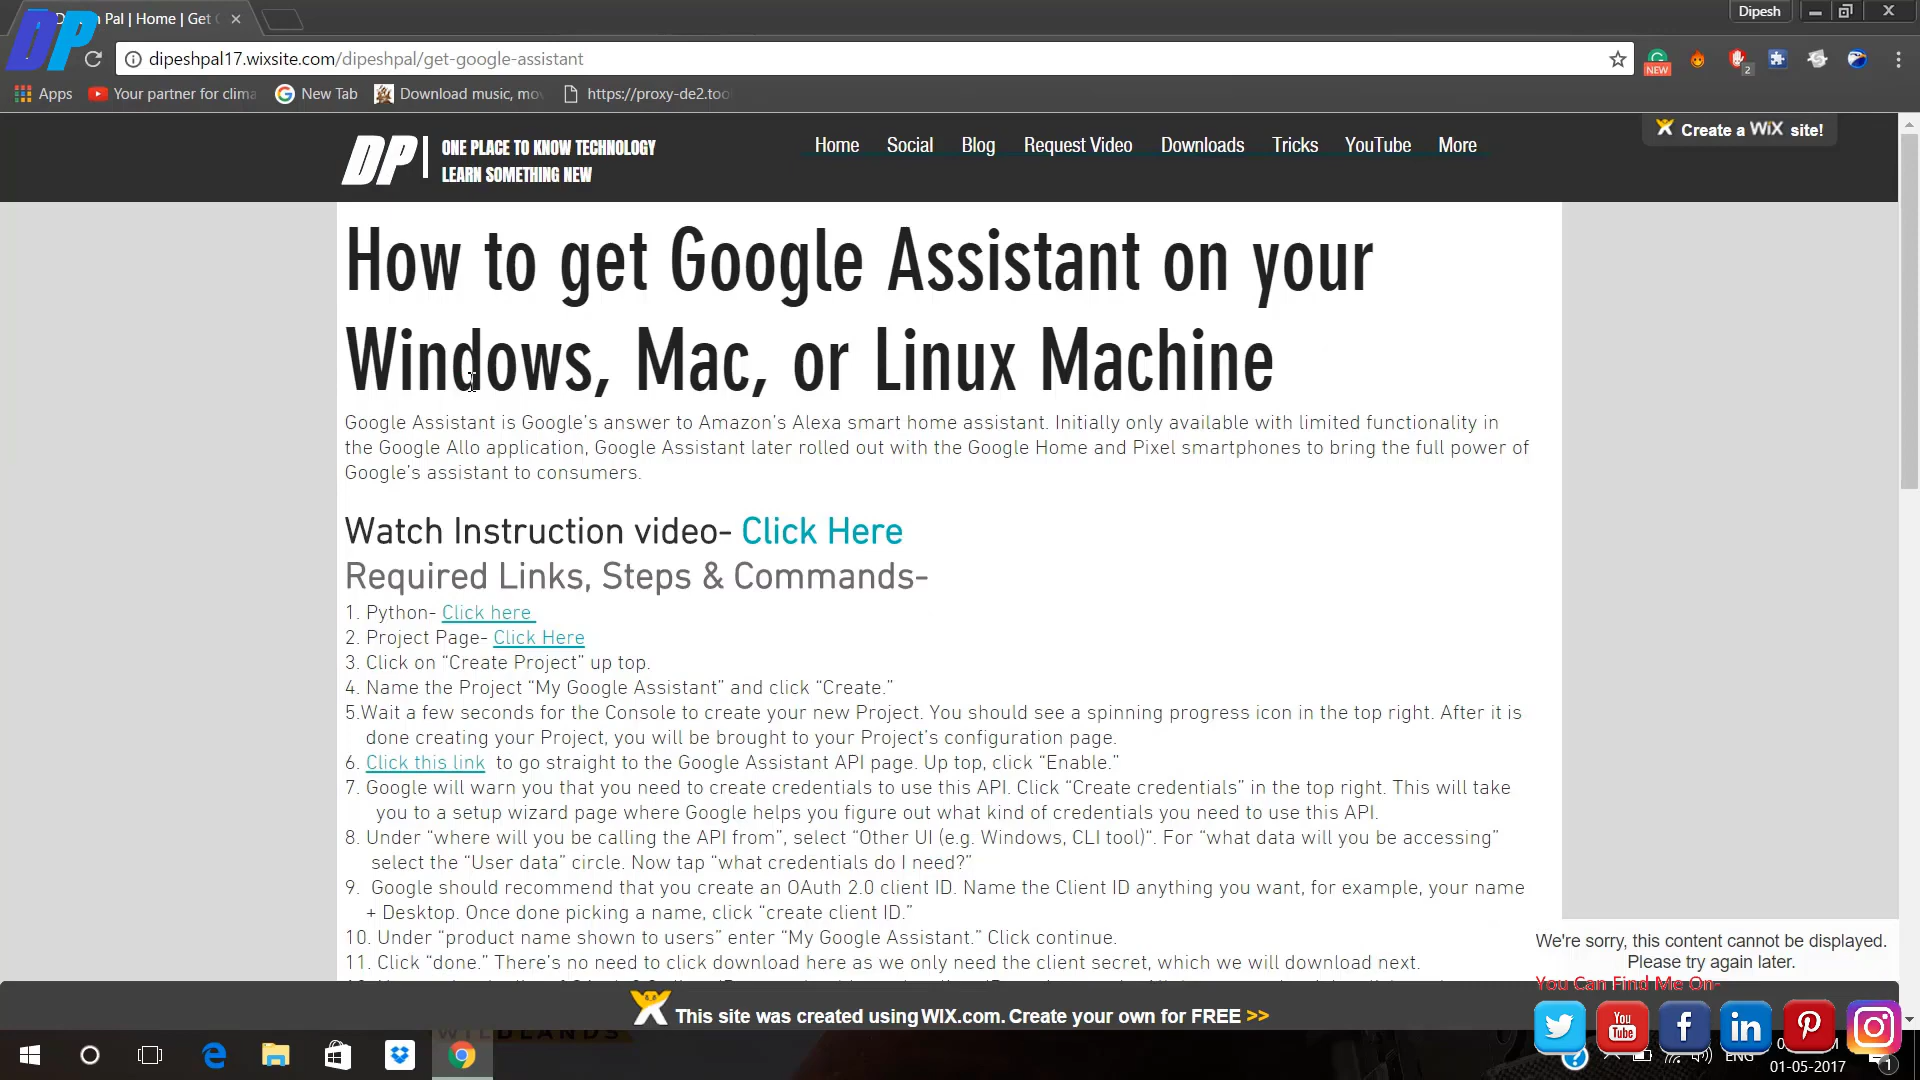 n Pal | Home | Get
Dipesh
DP
dipeshpal17.wixsite.com/dipeshpal/get-google-assistant
NEW
2
Apps
Your partner for clima
New Tab
Download music, mo
https://proxy-de2.too
DP
ONE PLACE TO KNOW TECHNOLOGY
LEARN SOMETHING NEW
Home
Social
Blog
Request Video
Downloads
Tricks
YouTube
More
Create a WiX site!
How to get Google Assistant on your
Windows, Mac, or Linux Machine
Google Assistant is Google’s answer to Amazon’s Alexa smart home assistant. Initially only available with limited functionality in
the Google Allo application, Google Assistant later rolled out with the Google Home and Pixel smartphones to bring the full power of
Google’s assistant to consumers.
Watch Instruction video- Click Here
Required Links, Steps & Commands-
1. Python- Click here
2. Project Page- Click Here
3. Click on “Create Project” up top.
4. Name the Project “My Google Assistant” and click “Create.”
5.Wait a few seconds for the Console to create your new Project. You should see a spinning progress icon in the top right. After it is
done creating your Project, you will be brought to your Project’s configuration page.
6. Click this link to go straight to the Google Assistant API page. Up top, click “Enable.”
7. Google will warn you that you need to create credentials to use this API. Click “Create credentials” in the top right. This will take
you to a setup wizard page where Google helps you figure out what kind of credentials you need to use this API.
8. Under “where will you be calling the API from”, select “Other UI (e.g. Windows, CLI tool)“. For “what data will you be accessing”
select the “User data” circle. Now tap “what credentials do I need?”
9. Google should recommend that you create an OAuth 2.0 client ID. Name the Client ID anything you want, for example, your name
+ Desktop. Once done picking a name, click “create client ID.”
10. Under “product name shown to users” enter “My Google Assistant.” Click continue.
11. Click “done.” There’s no need to click download here as we only need the client secret, which we will download next.
We're sorry, this content cannot be displayed.
Please try again later.
You Can Find Me On-
This site was created using WIX.com. Create your own for FREE >>
WILDLANDS
You
Tube
ENG
01-05-2017
1